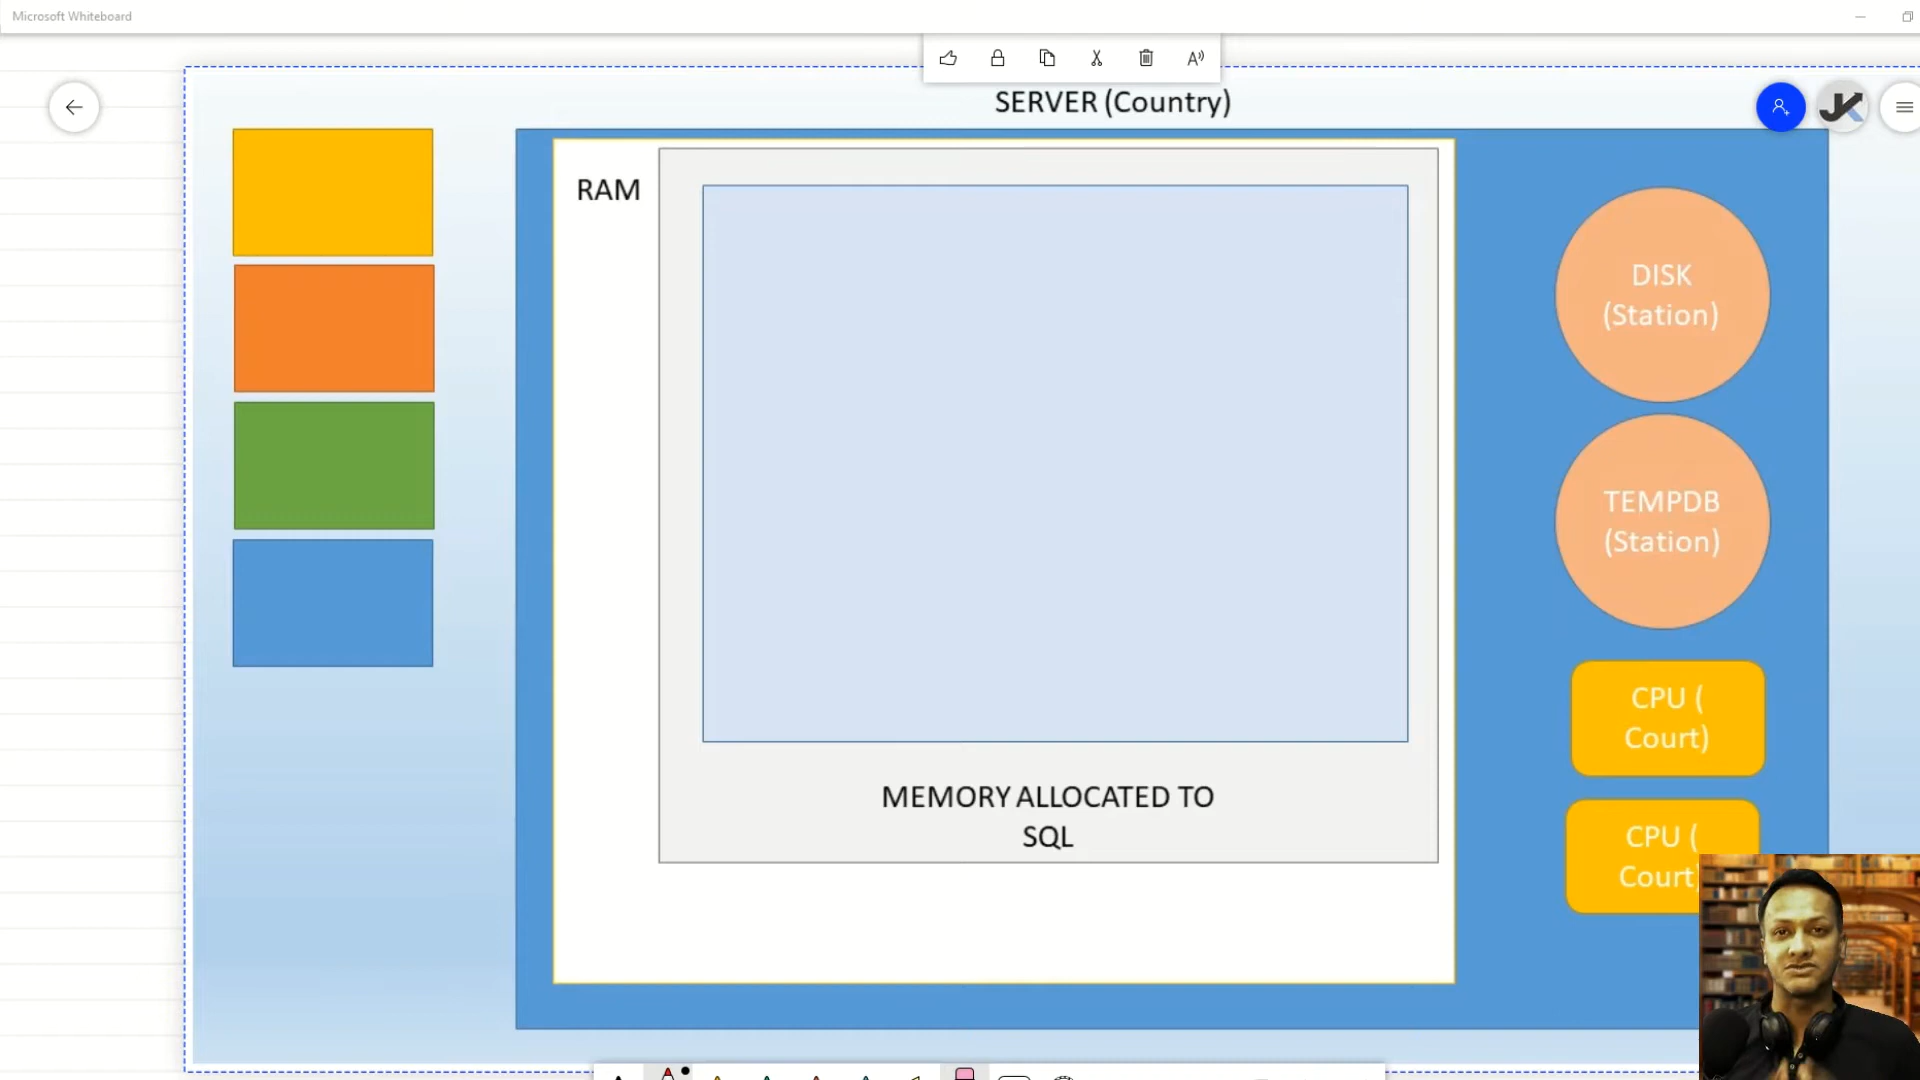 Microsoft Whiteboard
SERVER (Country)
RAM
DISK
(Station)
TEMPDB
(Station)
CPU (
Court)
CPU (
Court)
MEMORY ALLOCATED TO
SQL